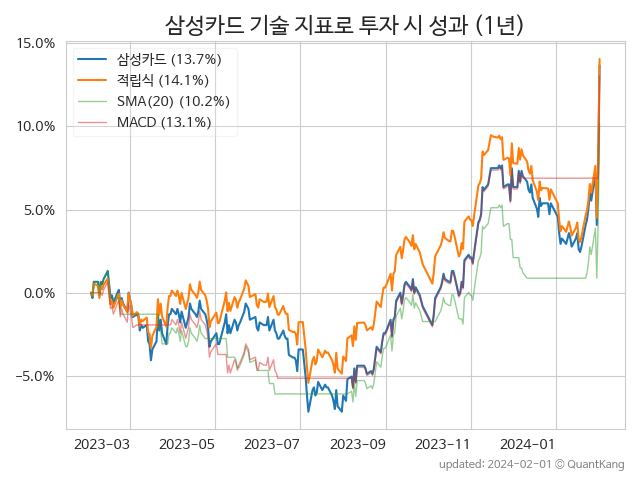 삼성카드 기술 지표로 투자 시 성과 (1년)
15.0%
삼성카드 (13.7%)
적립식 (14.1%)
SMA(20) (10.2%)
MACD (13.1%)
10.0%
5.0%
0.0%
−5.0%
2023-03 2023-05 2023-07 2023-09 2023-11 2024-01
updated: 2024-02-01 © QuantKang